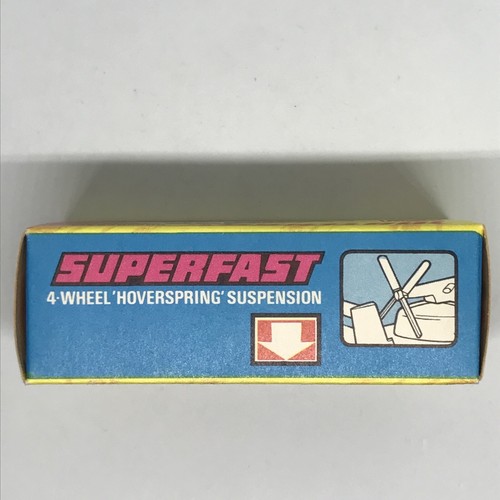 SUPERFAST
4-WHEEL 'HOVERSPRING' SUSPENSION